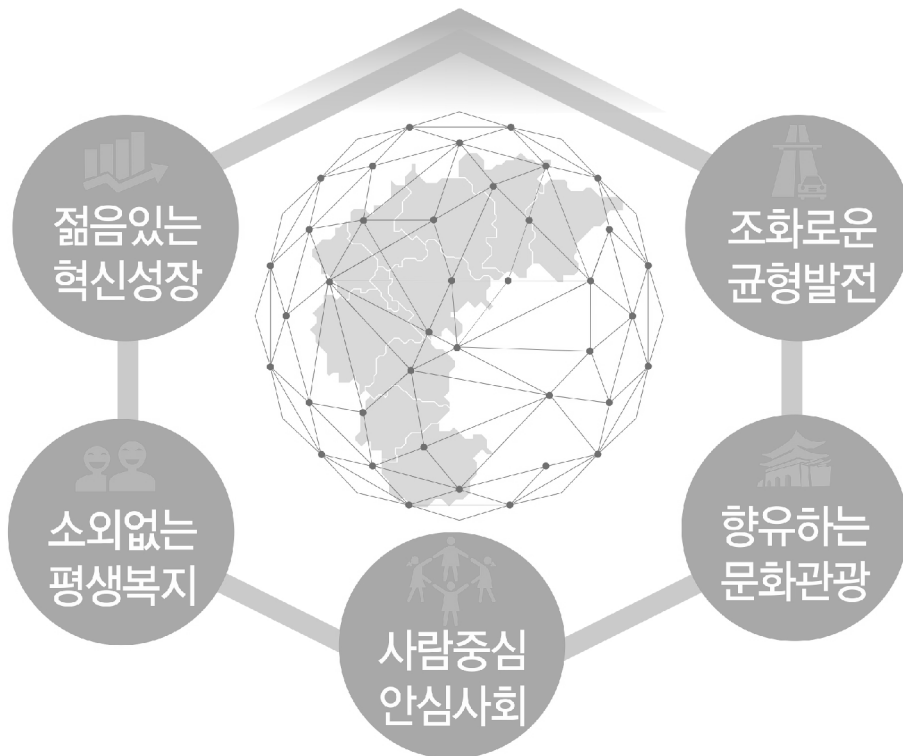 젊음있는
혁신성장
조화로운
균형발전
소외없는
평생복지
향유하는
문화관광
사람중심
안심사회